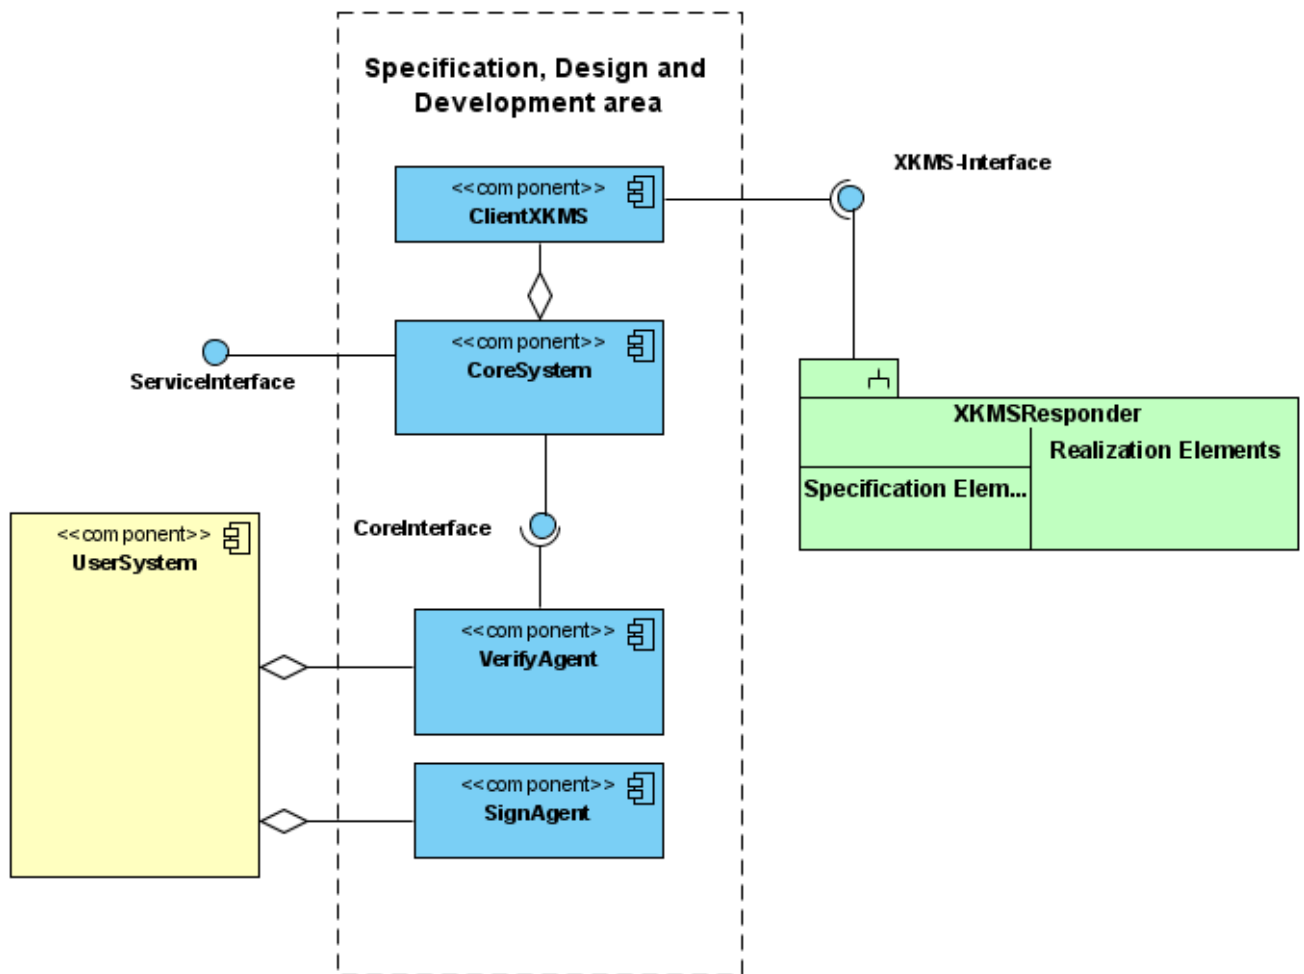 Specification, Design and
Development area
XKMS-Interface
<<component>>
ClientXKMS
<<component>>
CoreSystem
ServiceInterface
XKMSResponder
Realization Elements
Specification Elem...
CoreInterface
<<component>>
UserSystem
<<component>>
VerifyAgent
<<component>>
SignAgent